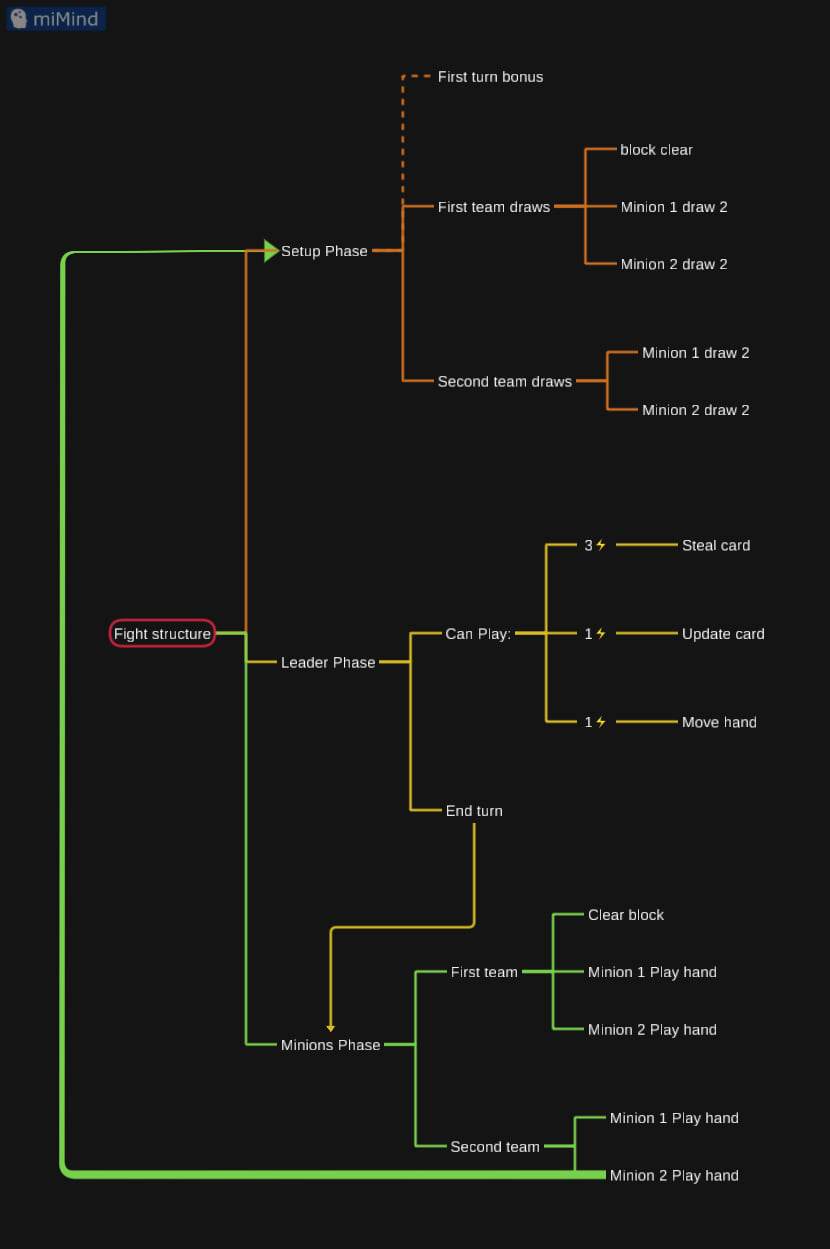 miMind
First turn bonus
block clear
First team draws
Minion 1 draw 2
Setup Phase
Minion 2 draw 2
Minion 1 draw 2
Second team draws
Minion 2 draw 2
3⚡ Steal card
Fight structure
Can Play:
1⚡ Update card
Leader Phase
1⚡ Move hand
End turn
Clear block
First team
Minion 1 Play hand
Minion 2 Play hand
Minions Phase
Minion 1 Play hand
Second team
Minion 2 Play hand